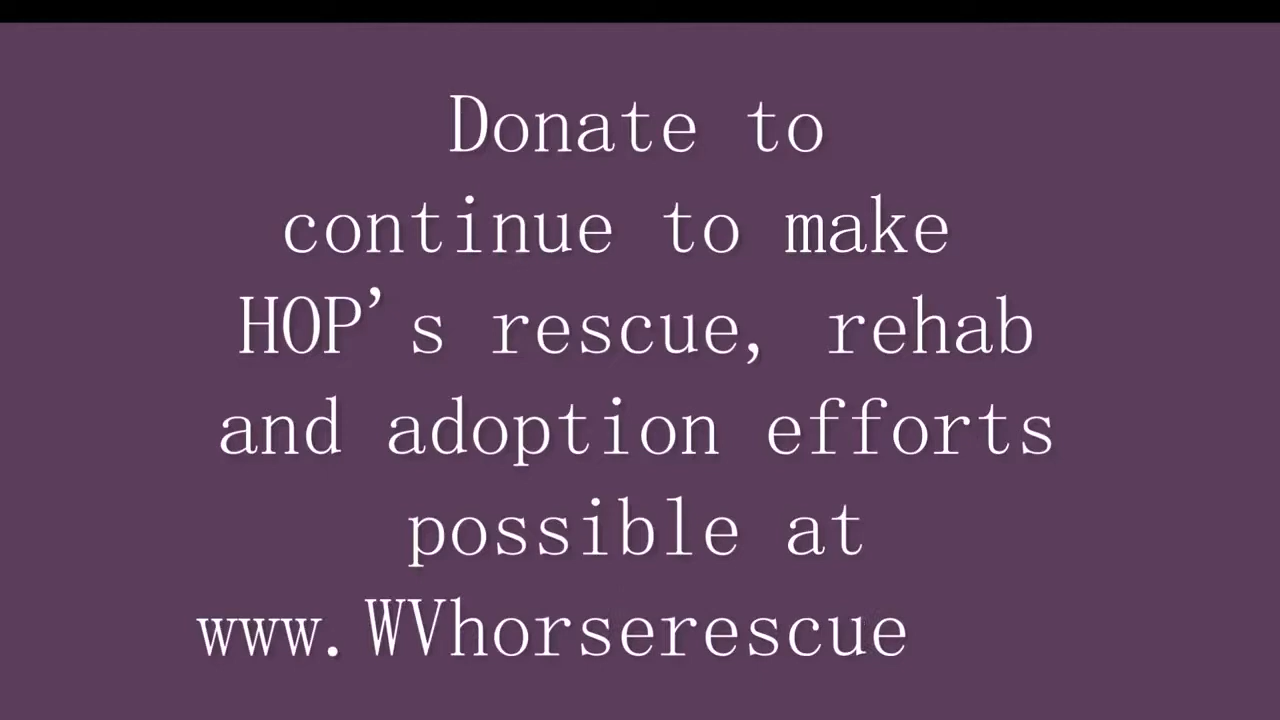 Donate to
continue to make
HOP's rescue, rehab
and adoption efforts
possible at
www.WVhorserescue